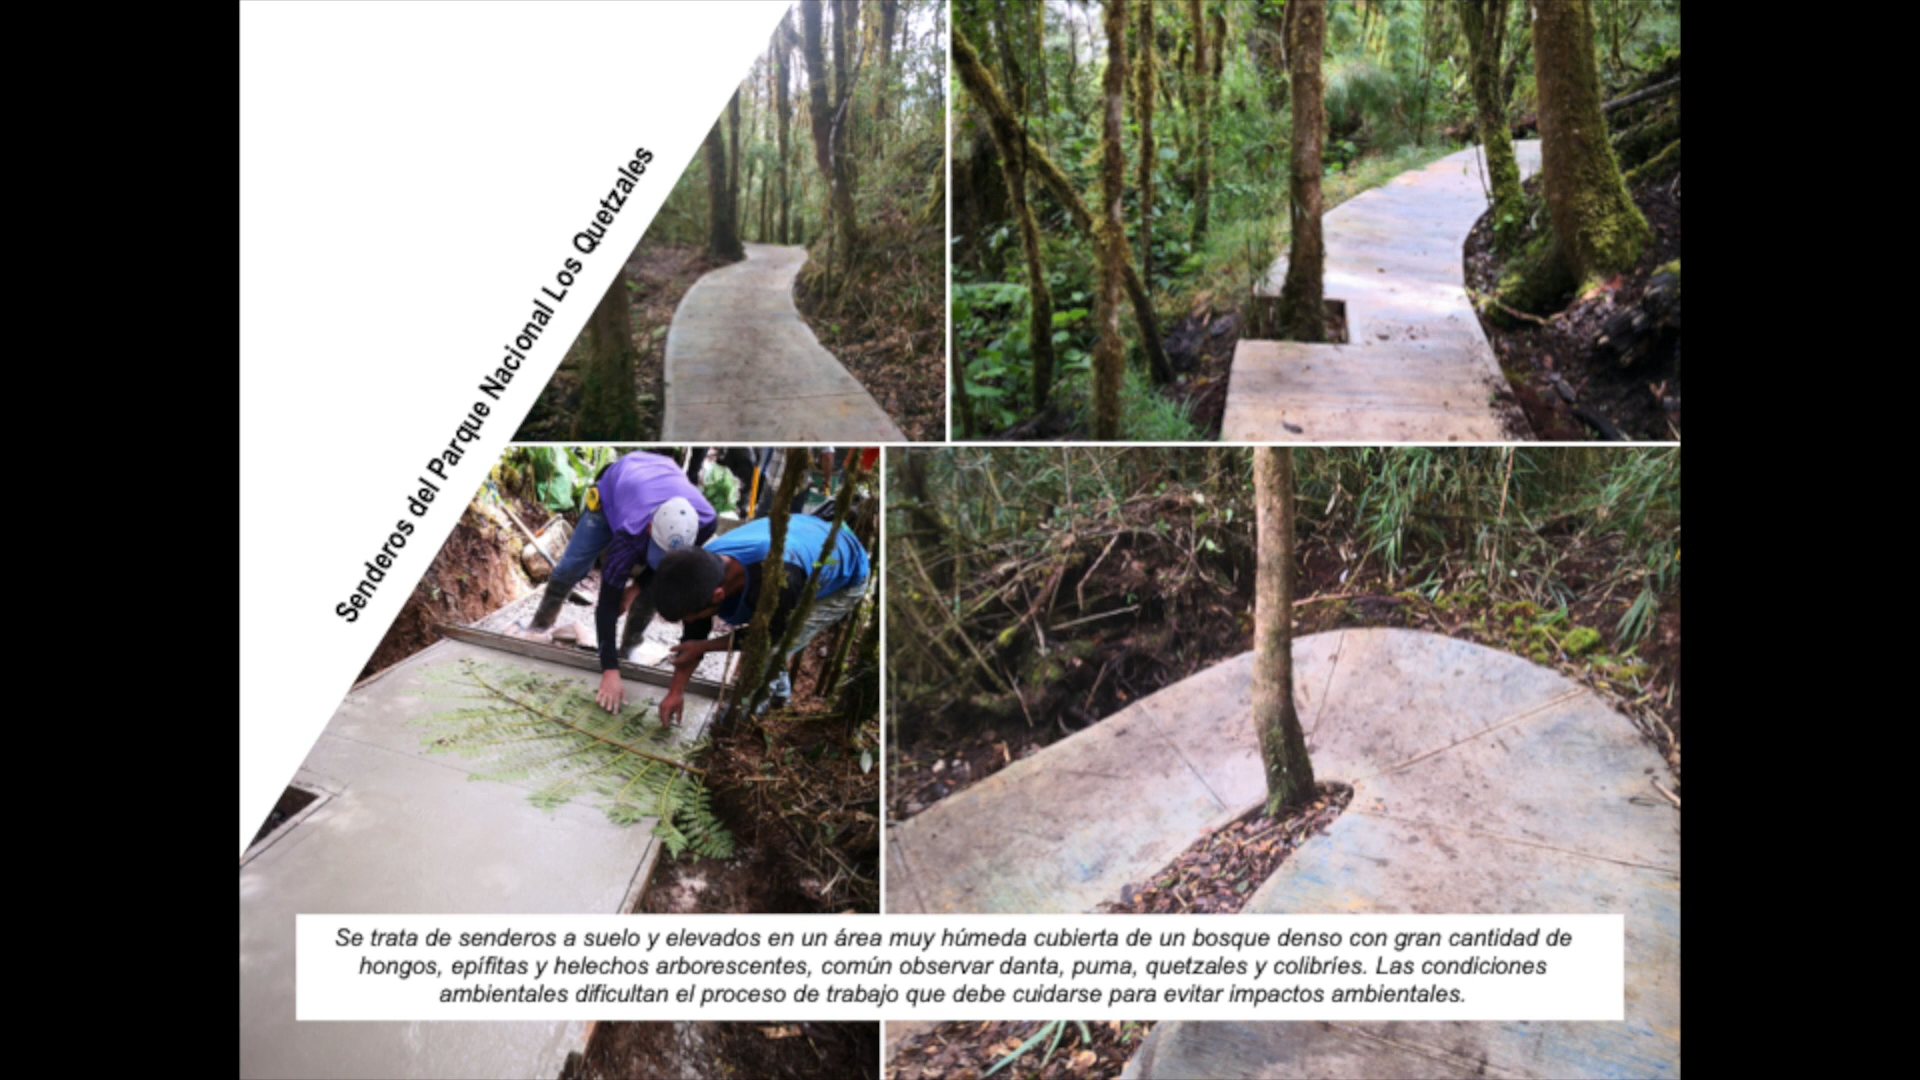 Senderos del Parque Nacional Los Quetzales
Se trata de senderos a suelo y elevados en un área muy húmeda cubierta de un bosque denso con gran cantidad de
hongos, epífitas y helechos arborescentes, común observar danta, puma, quetzales y colibríes. Las condiciones
ambientales dificultan el proceso de trabajo que debe cuidarse para evitar impactos ambientales.